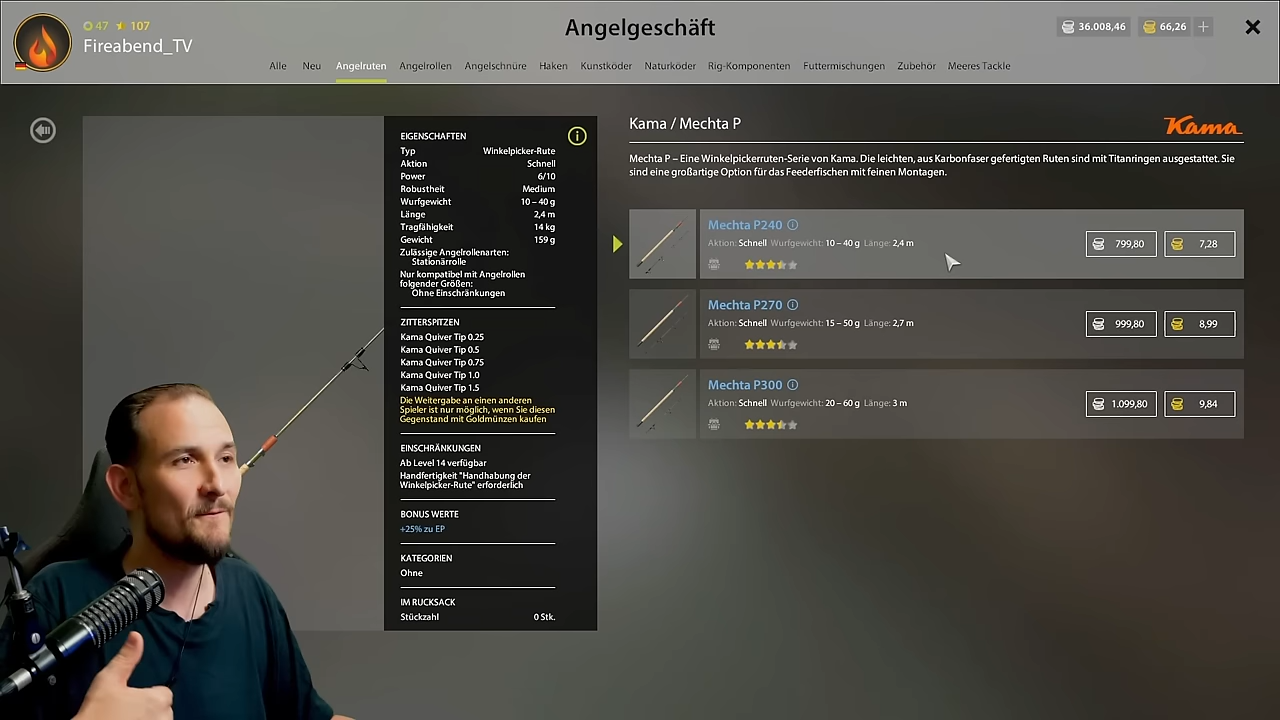 47 107
Fireabend_TV
Angelgeschäft
36.008,46
66,26
Alle Neu Angelruten Angelrollen Angelschnüre Haken Kunstköder Naturköder Rig-Komponenten Futtermischungen Zubehör Meeres Tackle
EIGENSCHAFTEN
Typ Winkelpicker-Rute
Aktion Schnell
Power 6/10
Robustheit Medium
Wurfgewicht 10 – 40 g
Länge 2,4 m
Tragfähigkeit 14 kg
Gewicht 159 g
Zulässige Angelrollenarten:
Stationärrolle
Nur kompatibel mit Angelrollen
folgender Größen:
Ohne Einschränkungen
ZITTERSPITZEN
Kama Quiver Tip 0.25
Kama Quiver Tip 0.5
Kama Quiver Tip 0.75
Kama Quiver Tip 1.0
Kama Quiver Tip 1.5
Die Weitergabe an einen anderen
Spieler ist nur möglich, wenn Sie diesen
Gegenstand mit Goldmünzen kaufen
EINSCHRÄNKUNGEN
Ab Level 14 verfügbar
Handfertigkeit "Handhabung der
Winkelpicker-Rute" erforderlich
BONUS WERTE
+25% zu EP
KATEGORIEN
Ohne
IM RUCKSACK
Stückzahl 0 Stk.
Kama / Mechta P
Kama
Mechta P – Eine Winkelpickerruten-Serie von Kama. Die leichten, aus Karbonfaser gefertigten Ruten sind mit Titanringen ausgestattet. Sie
sind eine großartige Option für das Feederfischen mit feinen Montagen.
Mechta P240
Aktion: Schnell Wurfgewicht: 10 – 40 g Länge: 2,4 m
799,80 7,28
Mechta P270
Aktion: Schnell Wurfgewicht: 15 – 50 g Länge: 2,7 m
999,80 8,99
Mechta P300
Aktion: Schnell Wurfgewicht: 20 – 60 g Länge: 3 m
1.099,80 9,84